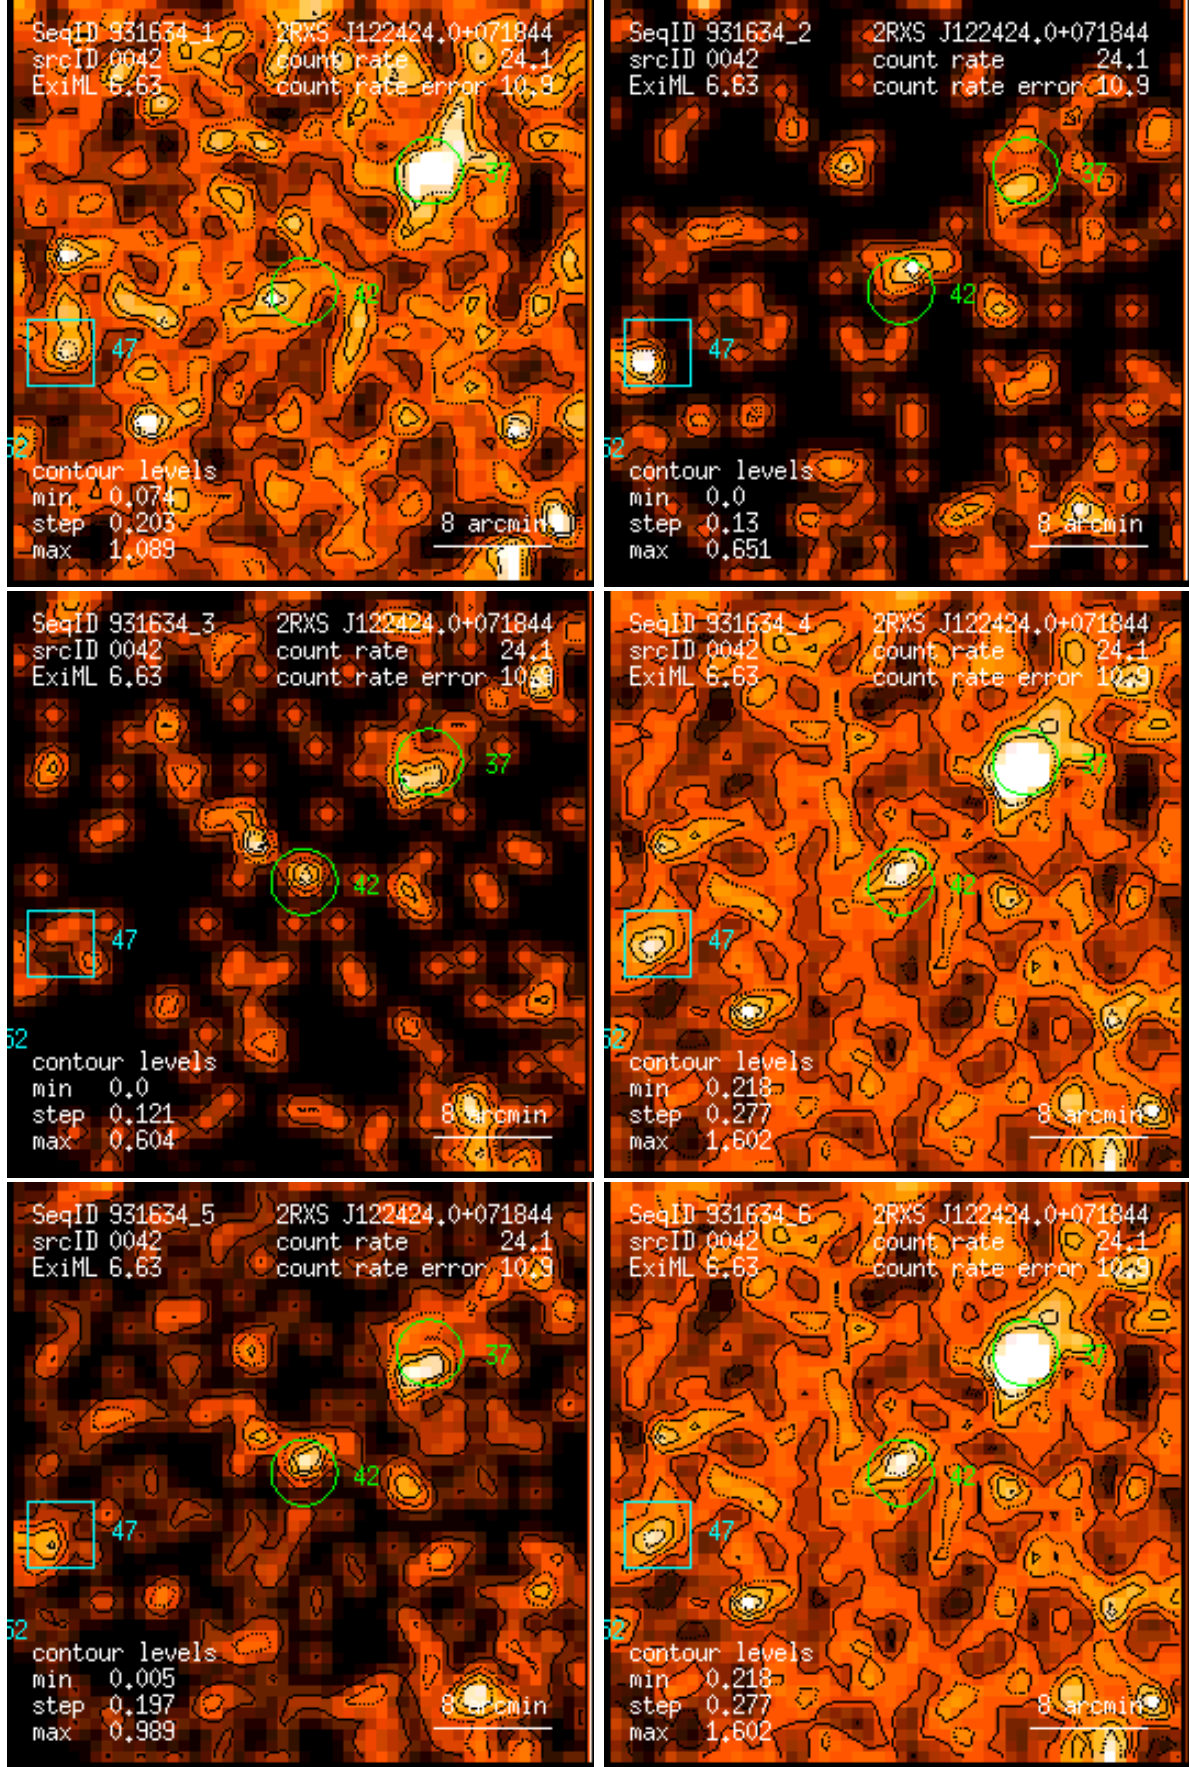 SeqID 931634_1 2RXS J122424.0+071844
srcID 0042 count rate 24.1
ExiML 6.63 count rate error 10.9
37
42
47
52
contour levels
min 0.074
step 0.203
max 1.089
8 arcmin
SeqID 931634_2 2RXS J122424.0+071844
srcID 0042 count rate 24.1
ExiML 6.63 count rate error 10.9
37
42
47
52
contour levels
min 0.0
step 0.13
max 0.651
8 arcmin
SeqID 931634_3 2RXS J122424.0+071844
srcID 0042 count rate 24.1
ExiML 6.63 count rate error 10.9
37
42
47
52
contour levels
min 0.0
step 0.121
max 0.604
8 arcmin
SeqID 931634_4 2RXS J122424.0+071844
srcID 0042 count rate 24.1
ExiML 6.63 count rate error 10.9
37
42
47
52
contour levels
min 0.218
step 0.277
max 1.602
8 arcmin
SeqID 931634_5 2RXS J122424.0+071844
srcID 0042 count rate 24.1
ExiML 6.63 count rate error 10.9
37
42
47
52
contour levels
min 0.005
step 0.197
max 0.989
8 arcmin
SeqID 931634_6 2RXS J122424.0+071844
srcID 0042 count rate 24.1
ExiML 6.63 count rate error 10.9
37
42
47
52
contour levels
min 0.218
step 0.277
max 1.602
8 arcmin